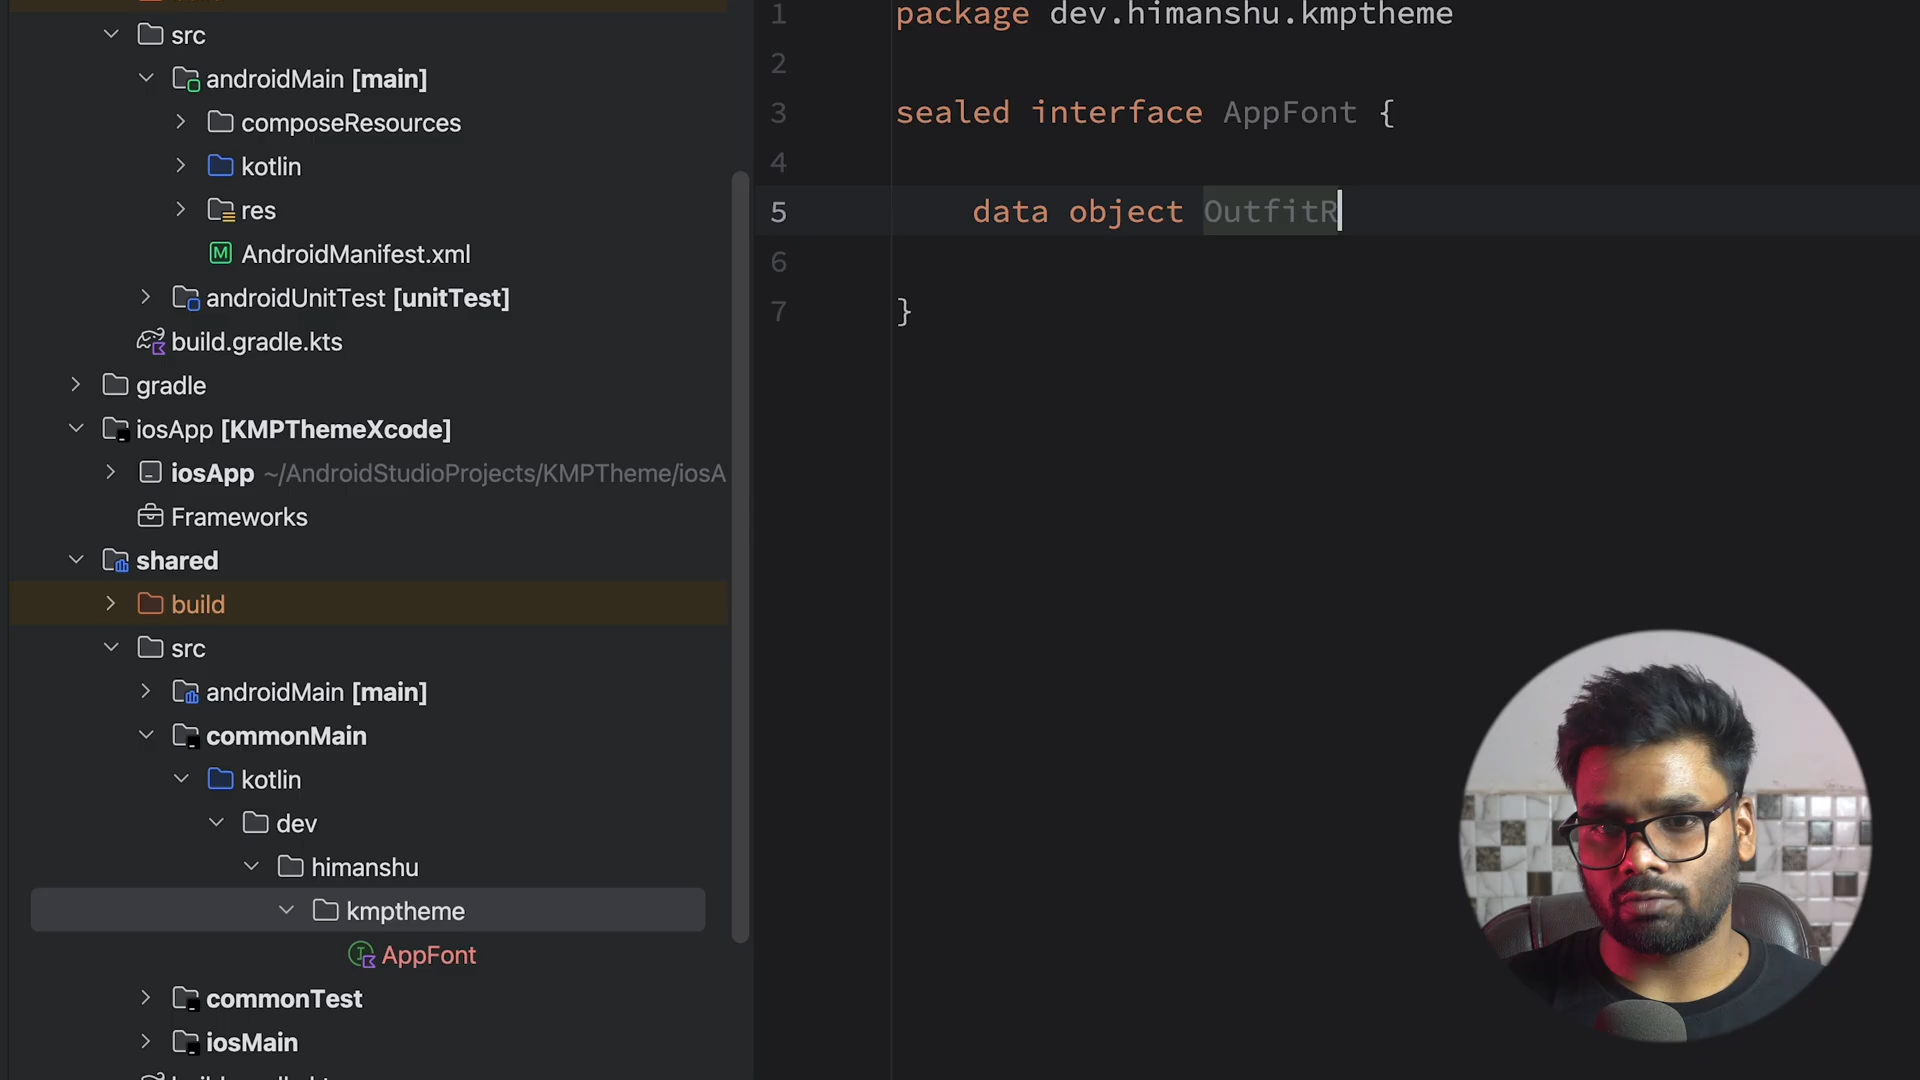 src
androidMain [main]
composeResources
kotlin
res
AndroidManifest.xml
androidUnitTest [unitTest]
build.gradle.kts
gradle
iosApp [KMPThemeXcode]
iosApp ~/AndroidStudioProjects/KMPTheme/iosA
Frameworks
shared
build
src
androidMain [main]
commonMain
kotlin
dev
himanshu
kmptheme
AppFont
commonTest
iosMain
1 package dev.himanshu.kmptheme
2
3 sealed interface AppFont {
4
5 data object OutfitR
6
7 }